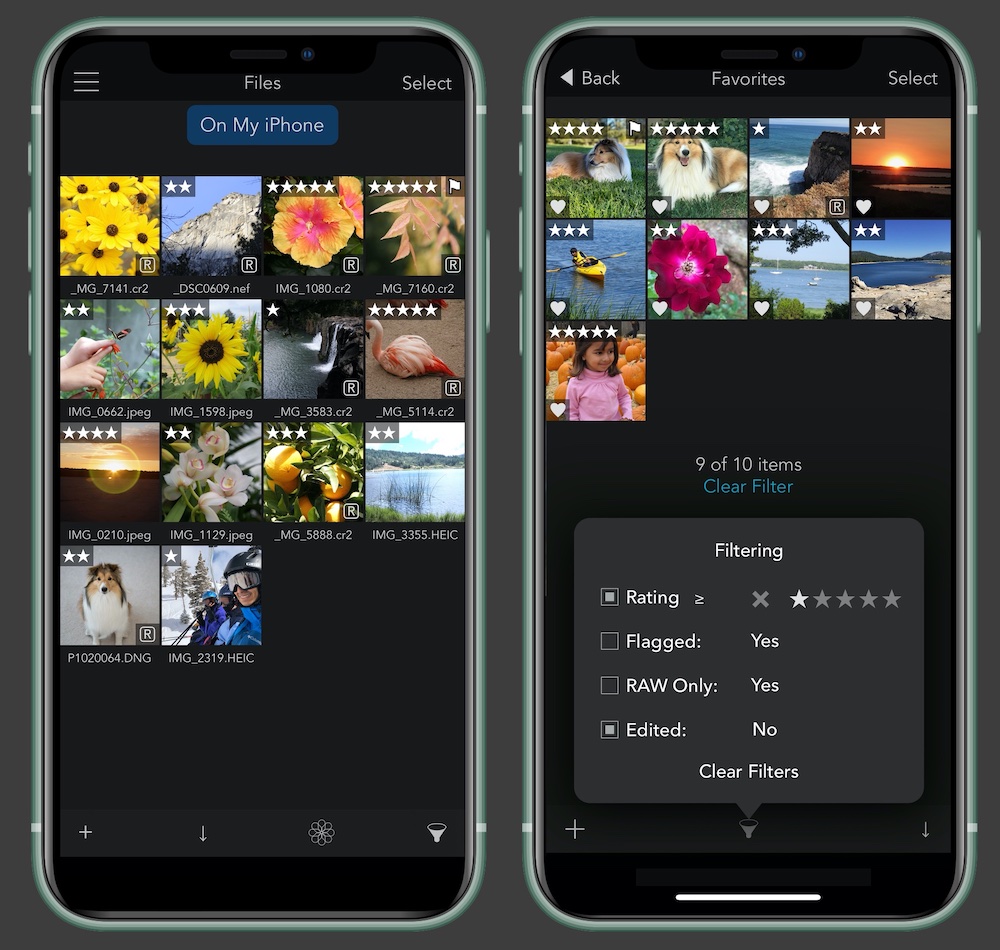 Files
Select
On My iPhone
R
R
R
R
_MG_7141.cr2
_DSC0609.nef
IMG_1080.cr2
_MG_7160.cr2
R
R
IMG_0662.jpeg
IMG_1598.jpeg
_MG_3583.cr2
_MG_5114.cr2
R
IMG_0210.jpeg
IMG_1129.jpeg
_MG_5888.cr2
IMG_3355.HEIC
R
P1020064.DNG
IMG_2319.HEIC
Back
Favorites
Select
R
9 of 10 items
Clear Filter
Filtering
Rating ≥
Flagged: Yes
RAW Only: Yes
Edited: No
Clear Filters